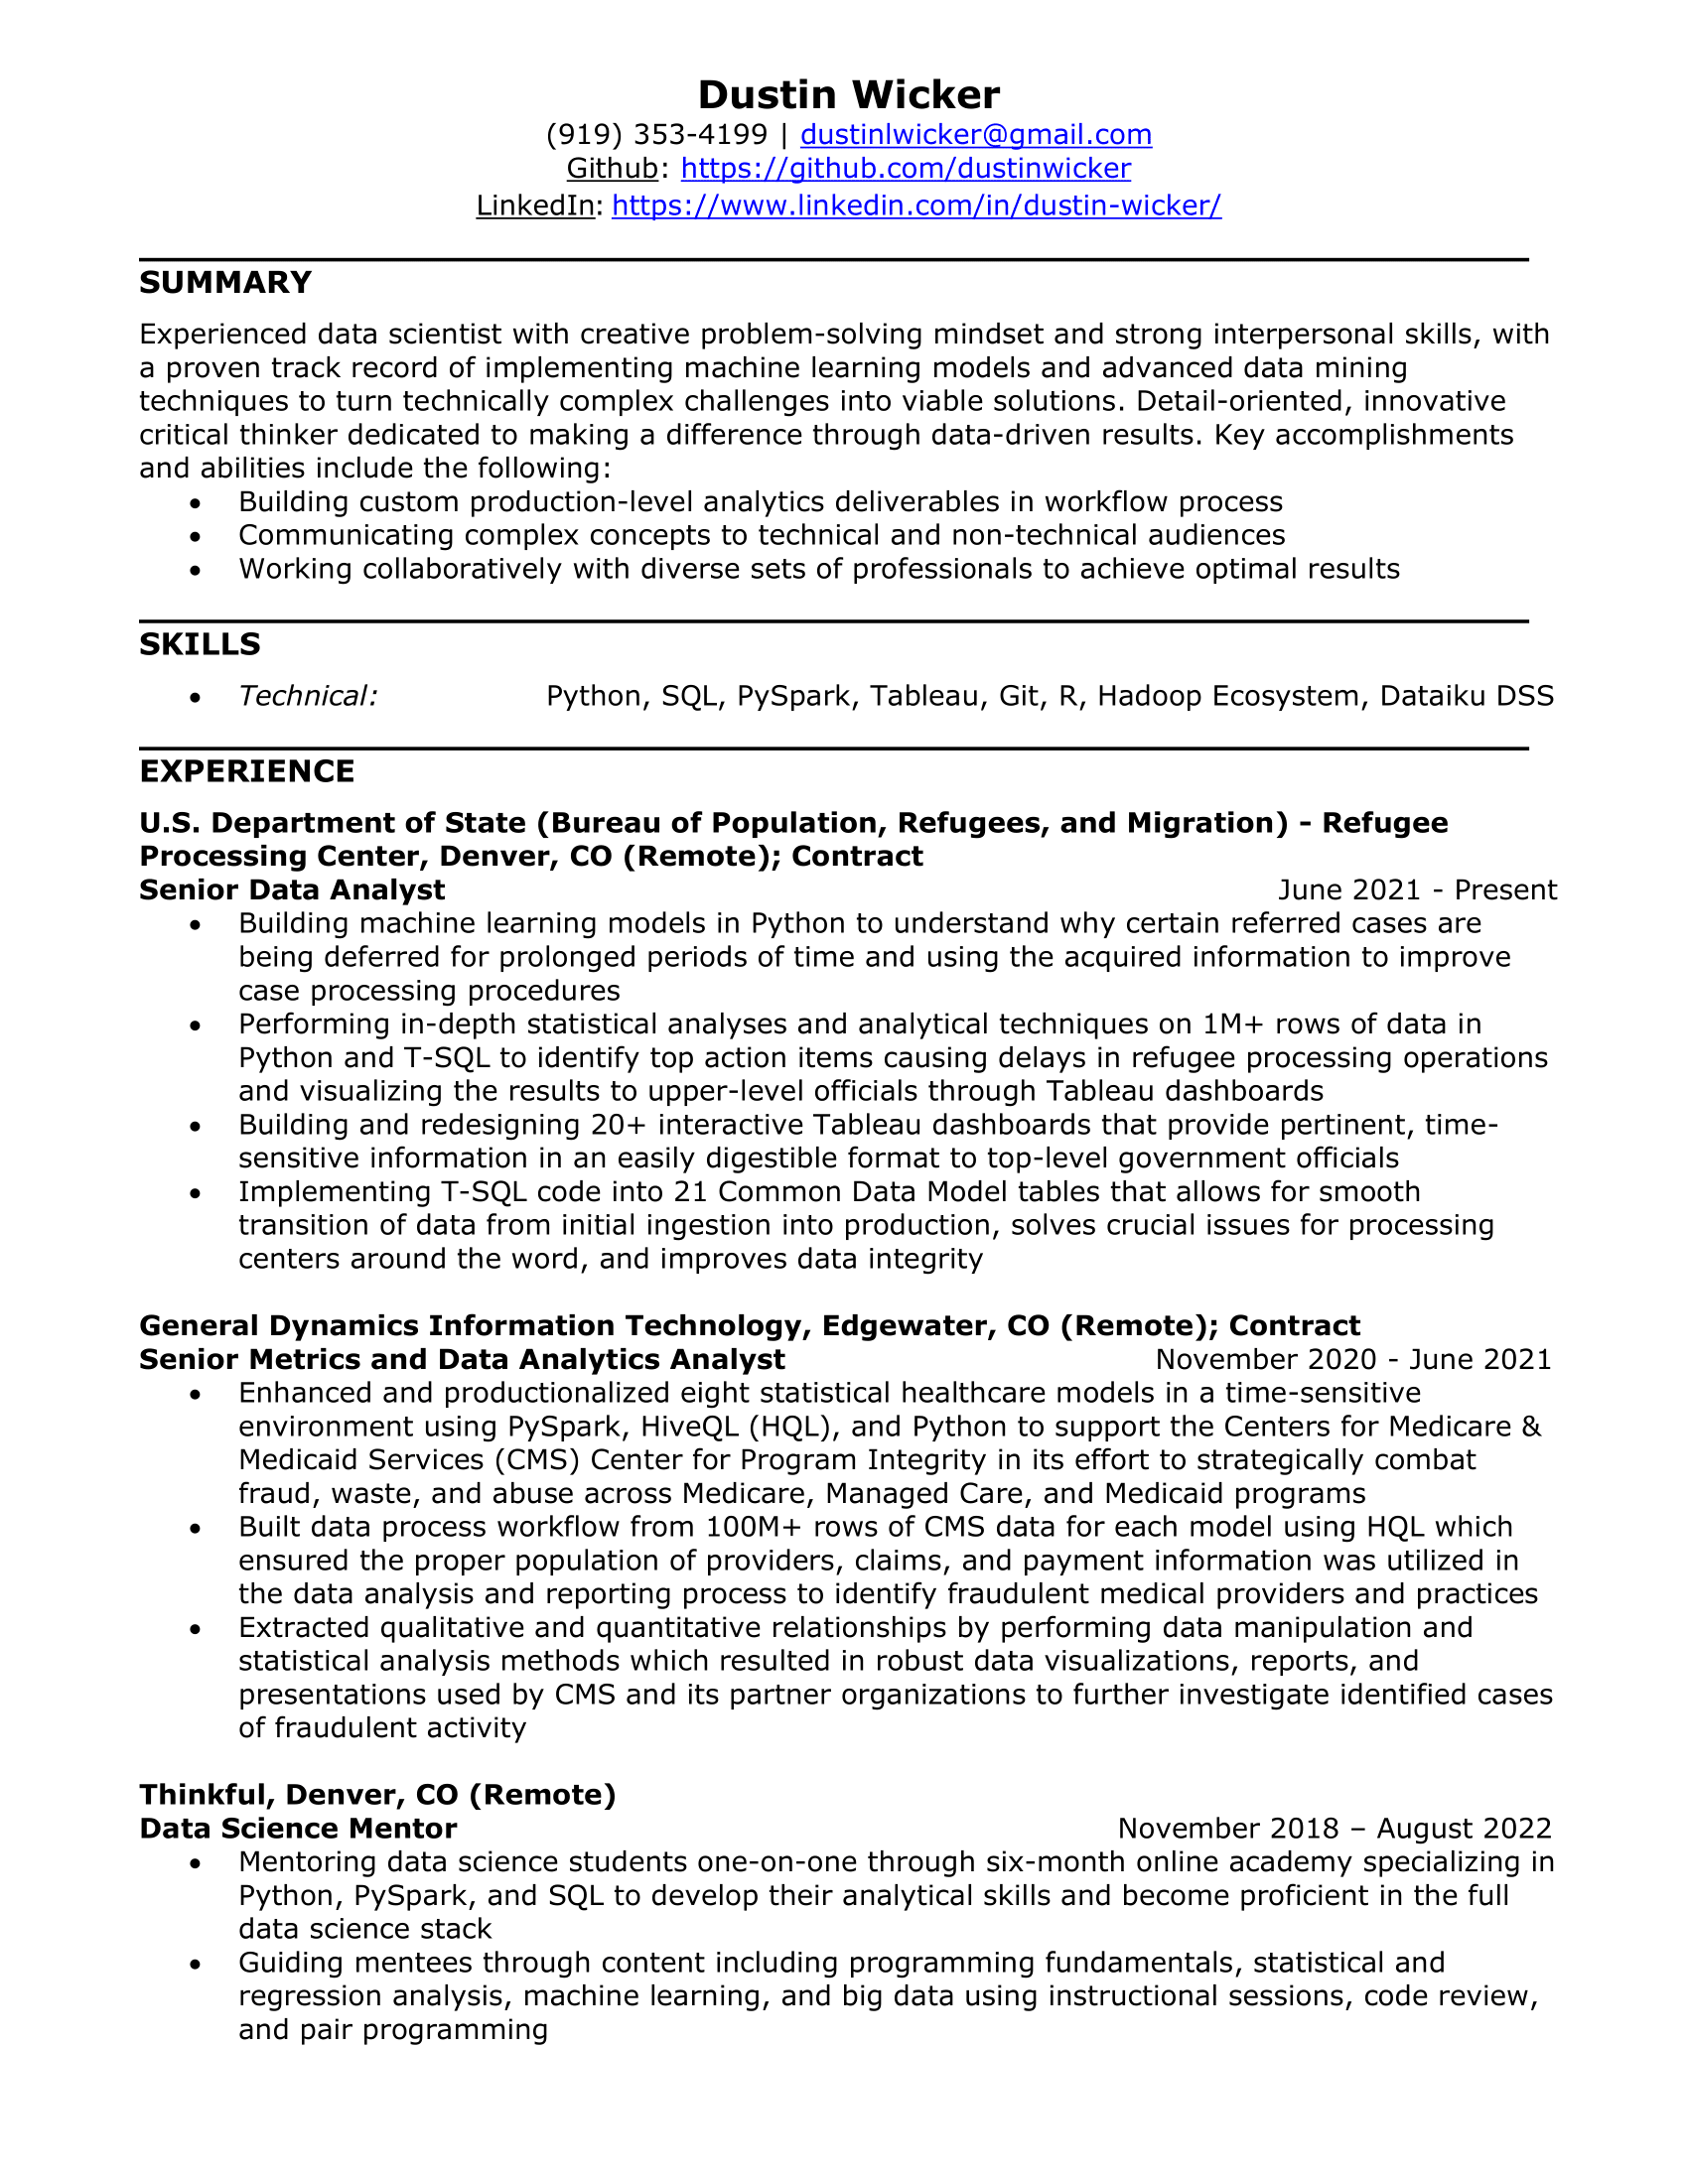 Dustin Wicker
(919) 353-4199 | dustinlwicker@gmail.com
Github: https://github.com/dustinwicker
LinkedIn: https://www.linkedin.com/in/dustin-wicker/
SUMMARY
Experienced data scientist with creative problem-solving mindset and strong interpersonal skills, with
a proven track record of implementing machine learning models and advanced data mining
techniques to turn technically complex challenges into viable solutions. Detail-oriented, innovative
critical thinker dedicated to making a difference through data-driven results. Key accomplishments
and abilities include the following:
• Building custom production-level analytics deliverables in workflow process
• Communicating complex concepts to technical and non-technical audiences
• Working collaboratively with diverse sets of professionals to achieve optimal results
SKILLS
• Technical: Python, SQL, PySpark, Tableau, Git, R, Hadoop Ecosystem, Dataiku DSS
EXPERIENCE
U.S. Department of State (Bureau of Population, Refugees, and Migration) - Refugee
Processing Center, Denver, CO (Remote); Contract
Senior Data Analyst June 2021 - Present
• Building machine learning models in Python to understand why certain referred cases are
being deferred for prolonged periods of time and using the acquired information to improve
case processing procedures
• Performing in-depth statistical analyses and analytical techniques on 1M+ rows of data in
Python and T-SQL to identify top action items causing delays in refugee processing operations
and visualizing the results to upper-level officials through Tableau dashboards
• Building and redesigning 20+ interactive Tableau dashboards that provide pertinent, time-
sensitive information in an easily digestible format to top-level government officials
• Implementing T-SQL code into 21 Common Data Model tables that allows for smooth
transition of data from initial ingestion into production, solves crucial issues for processing
centers around the word, and improves data integrity
General Dynamics Information Technology, Edgewater, CO (Remote); Contract
Senior Metrics and Data Analytics Analyst November 2020 - June 2021
• Enhanced and productionalized eight statistical healthcare models in a time-sensitive
environment using PySpark, HiveQL (HQL), and Python to support the Centers for Medicare &
Medicaid Services (CMS) Center for Program Integrity in its effort to strategically combat
fraud, waste, and abuse across Medicare, Managed Care, and Medicaid programs
• Built data process workflow from 100M+ rows of CMS data for each model using HQL which
ensured the proper population of providers, claims, and payment information was utilized in
the data analysis and reporting process to identify fraudulent medical providers and practices
• Extracted qualitative and quantitative relationships by performing data manipulation and
statistical analysis methods which resulted in robust data visualizations, reports, and
presentations used by CMS and its partner organizations to further investigate identified cases
of fraudulent activity
Thinkful, Denver, CO (Remote)
Data Science Mentor November 2018 – August 2022
• Mentoring data science students one-on-one through six-month online academy specializing in
Python, PySpark, and SQL to develop their analytical skills and become proficient in the full
data science stack
• Guiding mentees through content including programming fundamentals, statistical and
regression analysis, machine learning, and big data using instructional sessions, code review,
and pair programming